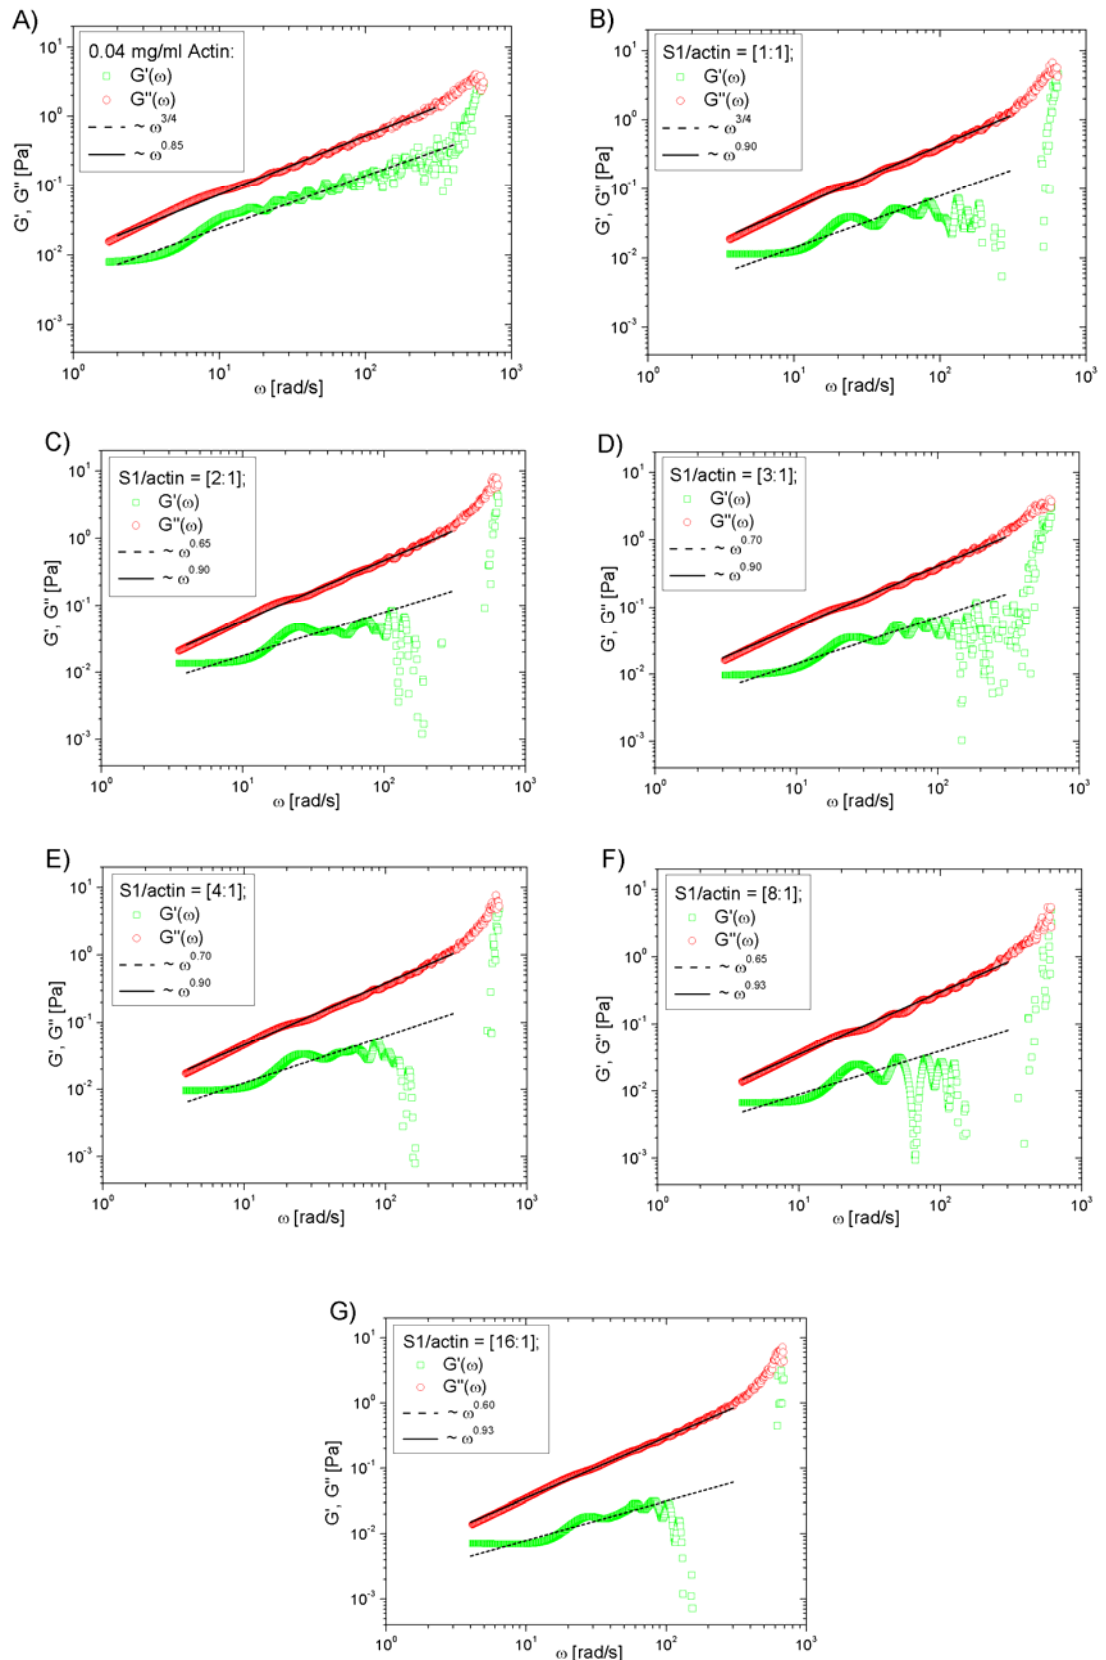 A)
0.04 mg/ml Actin:
G'(ω)
G''(ω)
~ ω^3/4
~ ω^0.85
G', G'' [Pa]
10^1
10^0
10^-1
10^-2
10^-3
10^0 10^1 10^2 10^3
ω [rad/s]
B)
S1/actin = [1:1];
G'(ω)
G''(ω)
~ ω^3/4
~ ω^0.90
G', G'' [Pa]
10^1
10^0
10^-1
10^-2
10^-3
10^0 10^1 10^2 10^3
ω [rad/s]
C)
S1/actin = [2:1];
G'(ω)
G''(ω)
~ ω^0.65
~ ω^0.90
G', G'' [Pa]
10^1
10^0
10^-1
10^-2
10^-3
10^0 10^1 10^2 10^3
ω [rad/s]
D)
S1/actin = [3:1];
G'(ω)
G''(ω)
~ ω^0.70
~ ω^0.90
G', G'' [Pa]
10^1
10^0
10^-1
10^-2
10^-3
10^0 10^1 10^2 10^3
ω [rad/s]
E)
S1/actin = [4:1];
G'(ω)
G''(ω)
~ ω^0.70
~ ω^0.90
G', G'' [Pa]
10^1
10^0
10^-1
10^-2
10^-3
10^0 10^1 10^2 10^3
ω [rad/s]
F)
S1/actin = [8:1];
G'(ω)
G''(ω)
~ ω^0.65
~ ω^0.93
G', G'' [Pa]
10^1
10^0
10^-1
10^-2
10^-3
10^0 10^1 10^2 10^3
ω [rad/s]
G)
S1/actin = [16:1];
G'(ω)
G''(ω)
~ ω^0.60
~ ω^0.93
G', G'' [Pa]
10^1
10^0
10^-1
10^-2
10^-3
10^0 10^1 10^2 10^3
ω [rad/s]